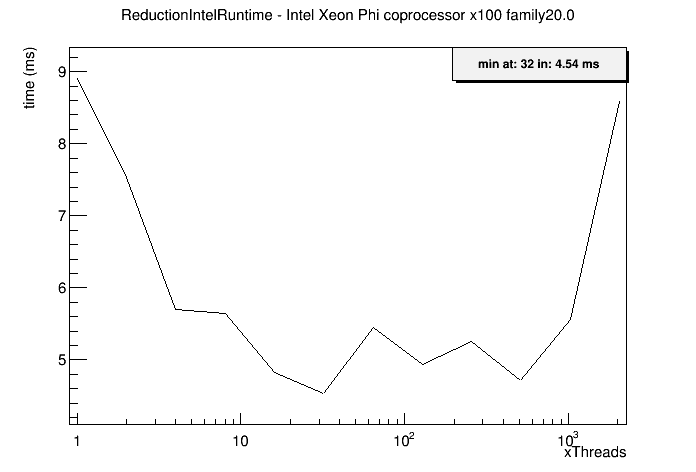 ReductionIntelRuntime - Intel Xeon Phi coprocessor x100 family20.0
time (ms)
min at: 32 in: 4.54 ms
9
8
7
6
5
1
10
10²
10³
xThreads